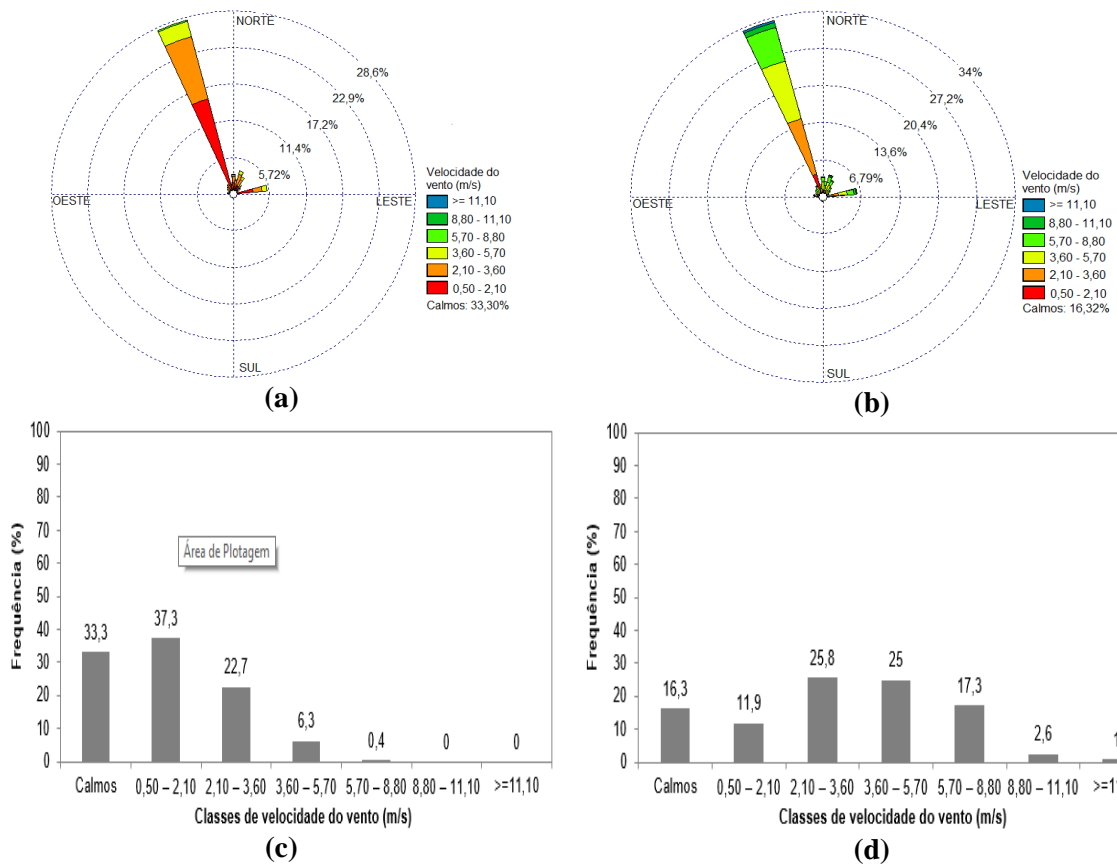 NORTE
28,6%
22,9%
17,2%
11,4%
5,72%
OESTE
LESTE
SUL
Velocidade do
vento (m/s)
>= 11,10
8,80 - 11,10
5,70 - 8,80
3,60 - 5,70
2,10 - 3,60
0,50 - 2,10
Calmos: 33,30%
(a)
NORTE
34%
27,2%
20,4%
13,6%
6,79%
OESTE
LESTE
SUL
Velocidade do
vento (m/s)
>= 11,10
8,80 - 11,10
5,70 - 8,80
3,60 - 5,70
2,10 - 3,60
0,50 - 2,10
Calmos: 16,32%
(b)
Frequência (%)
100
90
80
70
60
50
40
30
20
10
0
Área de Plotagem
33,3
37,3
22,7
6,3
0,4
0
0
Calmos
0,50 – 2,10
2,10 – 3,60
3,60 – 5,70
5,70 – 8,80
8,80 – 11,10
>=11,10
Classes de velocidade do vento (m/s)
(c)
Frequência (%)
100
90
80
70
60
50
40
30
20
10
0
16,3
11,9
25,8
25
17,3
2,6
1
Calmos
0,50 – 2,10
2,10 – 3,60
3,60 – 5,70
5,70 – 8,80
8,80 – 11,10
>=11
Classes de velocidade do vento (m/s)
(d)